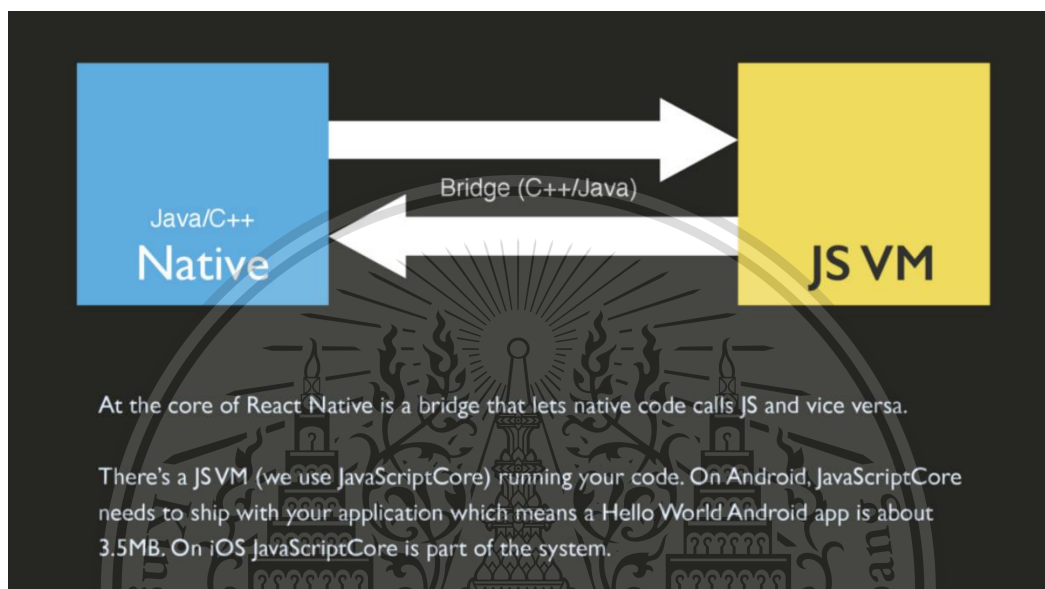 Bridge (C++/Java)
Java/C++
Native
JS VM
At the core of React Native is a bridge that lets native code calls JS and vice versa.
There's a JS VM (we use JavaScriptCore) running your code. On Android, JavaScriptCore
needs to ship with your application which means a Hello World Android app is about
3.5MB. On iOS JavaScriptCore is part of the system.